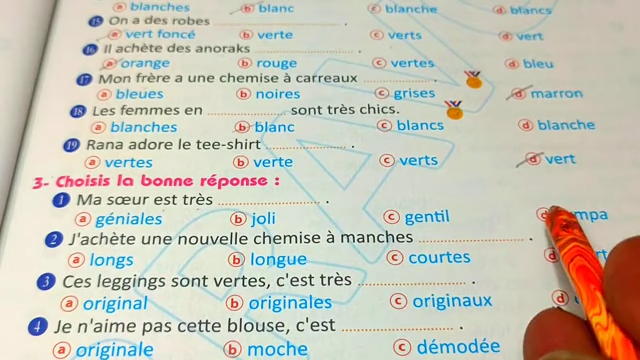 ⓐ blanches ⓑ blanc ⓒ blanche ⓓ blancs
15 On a des robes .................... .
ⓐ vert foncé ⓑ verte ⓒ verts ⓓ vert
16 Il achète des anoraks .................... .
ⓐ orange ⓑ rouge ⓒ vertes ⓓ bleu
17 Mon frère a une chemise à carreaux .................... .
ⓐ bleues ⓑ noires ⓒ grises ⓓ marron
18 Les femmes en .................... sont très chics.
ⓐ blanches ⓑ blanc ⓒ blancs ⓓ blanche
19 Rana adore le tee-shirt .................... .
ⓐ vertes ⓑ verte ⓒ verts ⓓ vert
3- Choisis la bonne réponse :
1 Ma sœur est très .................... .
ⓐ géniales ⓑ joli ⓒ gentil ⓓ
2 J'achète une nouvelle chemise à manches .................... .
ⓐ longs ⓑ longue ⓒ courtes ⓓ
3 Ces leggings sont vertes, c'est très .................... .
ⓐ original ⓑ originales ⓒ originaux ⓓ
4 Je n'aime pas cette blouse, c'est .................... .
ⓐ originale ⓑ moche ⓒ démodée